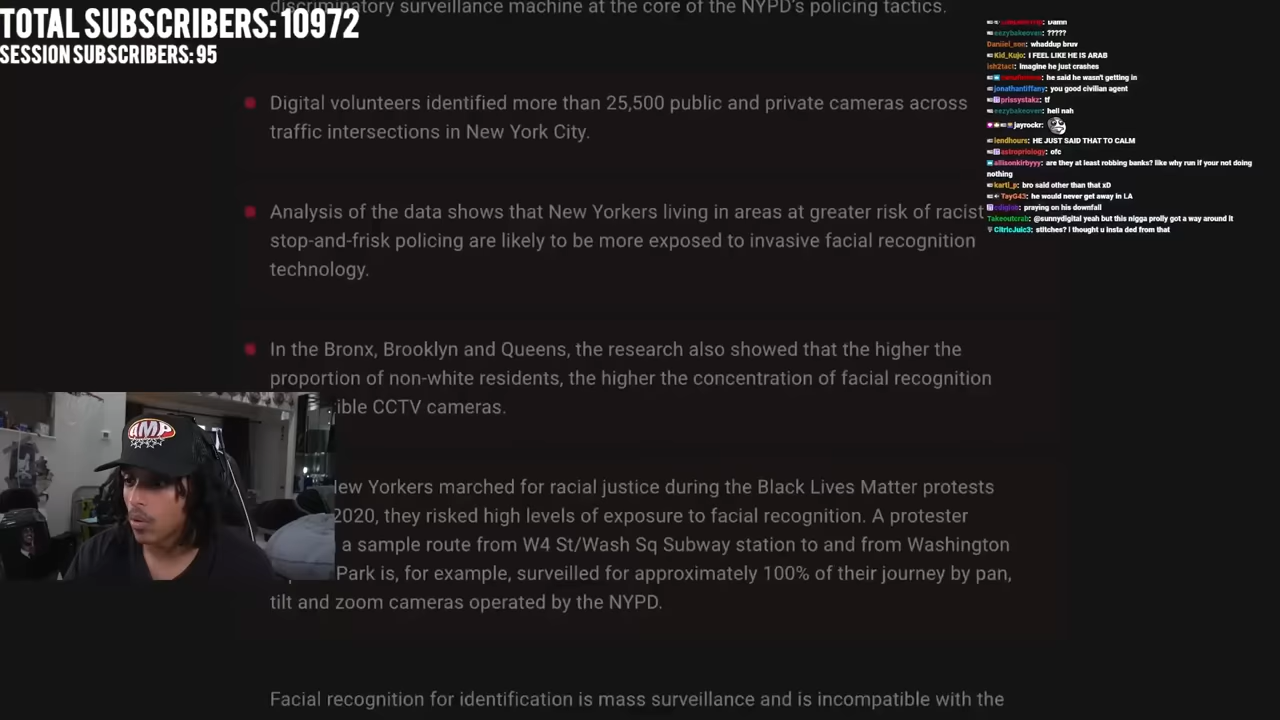 discriminatory surveillance machine at the core of the NYPD's policing tactics.
TOTAL SUBSCRIBERS: 10972
SESSION SUBSCRIBERS: 95
Digital volunteers identified more than 25,500 public and private cameras across
traffic intersections in New York City.
Analysis of the data shows that New Yorkers living in areas at greater risk of racist
stop-and-frisk policing are likely to be more exposed to invasive facial recognition
technology.
In the Bronx, Brooklyn and Queens, the research also showed that the higher the
proportion of non-white residents, the higher the concentration of facial recognition
ible CCTV cameras.
ew Yorkers marched for racial justice during the Black Lives Matter protests
2020, they risked high levels of exposure to facial recognition. A protester
a sample route from W4 St/Wash Sq Subway station to and from Washington
Park is, for example, surveilled for approximately 100% of their journey by pan,
tilt and zoom cameras operated by the NYPD.
Facial recognition for identification is mass surveillance and is incompatible with the
AMP
Damn
eezybakeoven: ?????
Daniiel_son: whaddup bruv
Kid_Kujo: I FEEL LIKE HE IS ARAB
ish2taci: Imagine he just crashes
he said he wasn't getting in
jonathantiffany: you good civilian agent
prissystakz: tf
eezybakeoven: hell nah
jayrockr:
lendhours: HE JUST SAID THAT TO CALM
astropriology: ofc
allisonkirbyyy: are they at least robbing banks? like why run if your not doing
nothing
karti_p: bro said other than that xD
TayG43: he would never get away in LA
praying on his downfall
Takeoutcrab: @sunnydigital yeah but this nigga prolly got a way around it
CitricJuic3: stitches? i thought u insta ded from that